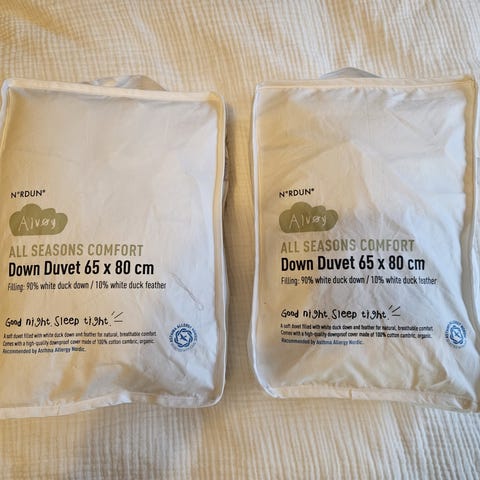 N*RDUN*
Alvøy
ALL SEASONS COMFORT
Down Duvet 65 x 80 cm
Filling: 90% white duck down / 10% white duck feather
Good night, Sleep tight.
A soft duvet filled with white duck down and feather for natural, breathable comfort.
Comes with a high-quality downproof cover made of 100% cotton cambric, organic.
Recommended by Asthma Allergy Nordic.
N*RDUN*
Alvøy
ALL SEASONS COMFORT
Down Duvet 65 x 80 cm
Filling: 90% white duck down / 10% white duck feather
Good night, Sleep tight.
A soft duvet filled with white duck down and feather for natural, breathable comfort.
Comes with a high-quality downproof cover made of 100% cotton cambric, organic.
Recommended by Asthma Allergy Nordic.